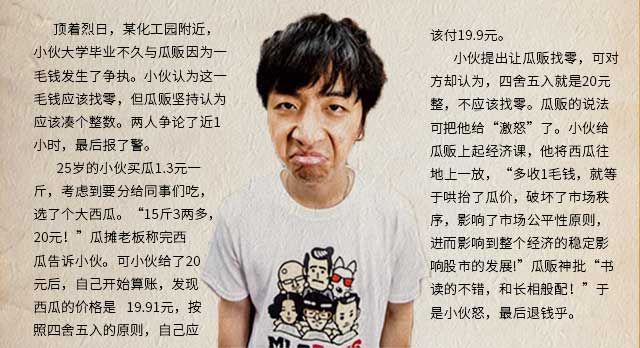 顶着烈日，某化工园附近，
小伙大学毕业不久与瓜贩因为一
毛钱发生了争执。小伙认为这一
毛钱应该找零，但瓜贩坚持认为
应该凑个整数。两人争论了近1
小时，最后报了警。
25岁的小伙买瓜1.3元一
斤，考虑到要分给同事们吃，
选了个大西瓜。“15斤3两多，
20元！”瓜摊老板称完西
瓜告诉小伙。可小伙给了20
元后，自己开始算账，发现
西瓜的价格是 19.91元，按
照四舍五入的原则，自己应
该付19.9元。
小伙提出让瓜贩找零，可对
方却认为，四舍五入就是20元
整，不应该找零。瓜贩的说法
可把他给“激怒”了。小伙给
瓜贩上起经济课，他将西瓜往
地上一放，“多收1毛钱，就等
于哄抬了瓜价，破坏了市场秩
序，影响了市场公平性原则，
进而影响到整个经济的稳定影
响股市的发展!”瓜贩神批“书
读的不错，和长相般配！”于
是小伙怒，最后退钱乎。